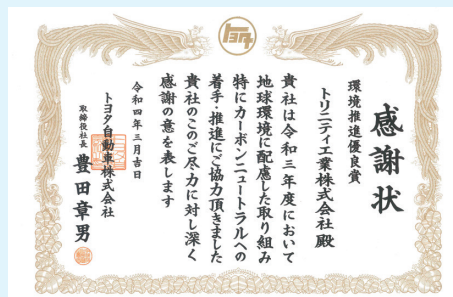 トヨタ
感謝状
環境推進優良賞
トリニティ工業株式会社 殿
貴社は令和三年度において
地球環境に配慮した取り組み
特にカーボンニュートラルへの
着手・推進にご協力頂きました
貴社のこのご尽力に対し深く
感謝の意を表します
令和四年三月吉日
トヨタ自動車株式会社
取締役社長 豊田章男